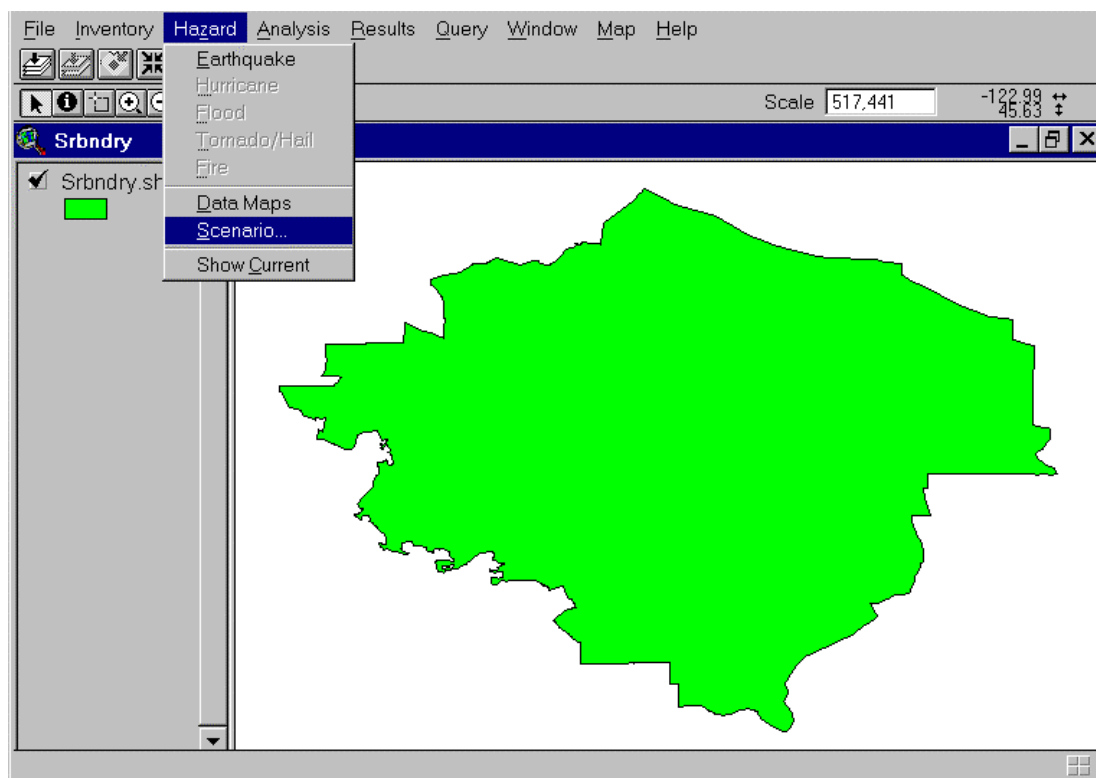 File Inventory Hazard Analysis Results Query Window Map Help
Earthquake
Hurricane
Flood
Tornado/Hail
Fire
Data Maps
Scenario...
Show Current
Scale 517,441
-122.99
45.63
Srbndry
Srbndry.sh